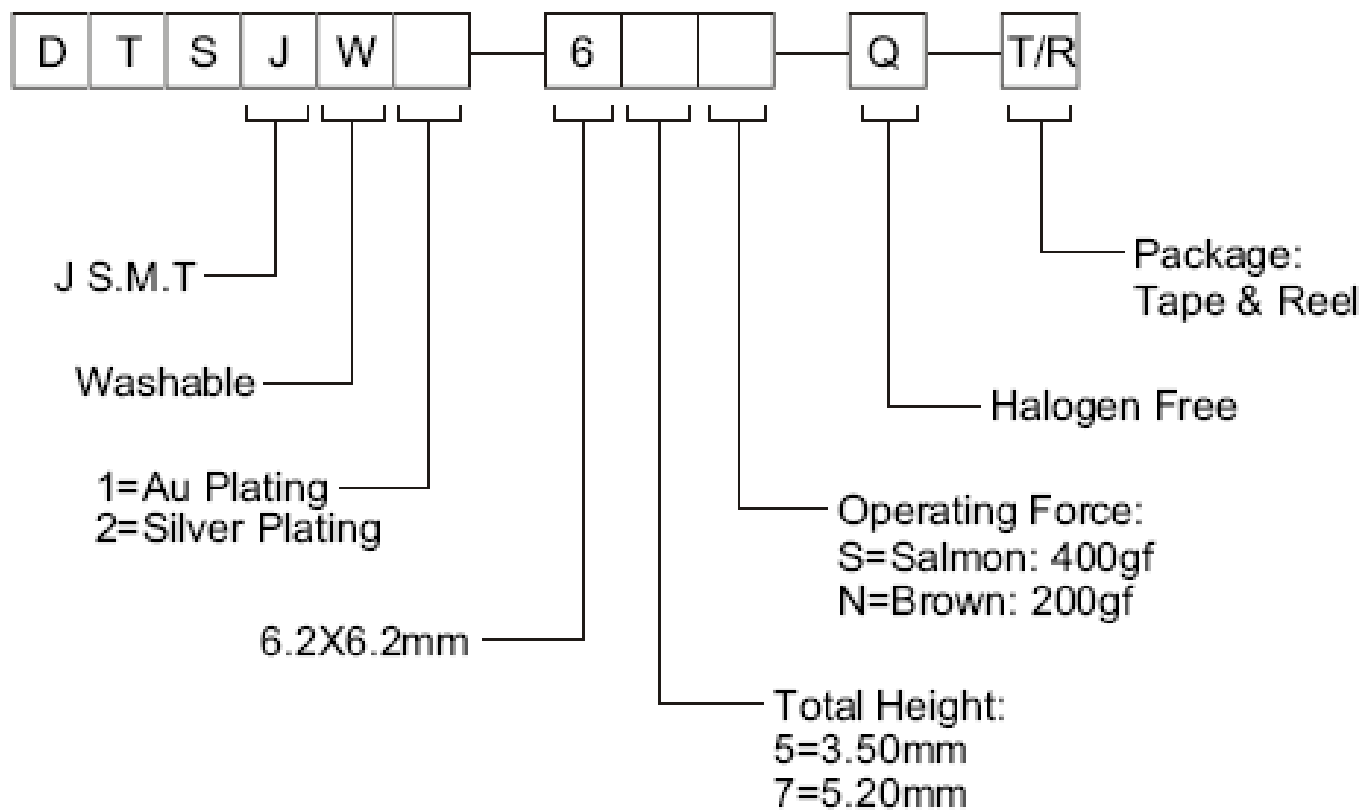 D T S J W 6 Q T/R
J S.M.T
Package:
Tape & Reel
Washable
Halogen Free
1=Au Plating
2=Silver Plating
Operating Force:
S=Salmon: 400gf
N=Brown: 200gf
6.2X6.2mm
Total Height:
5=3.50mm
7=5.20mm